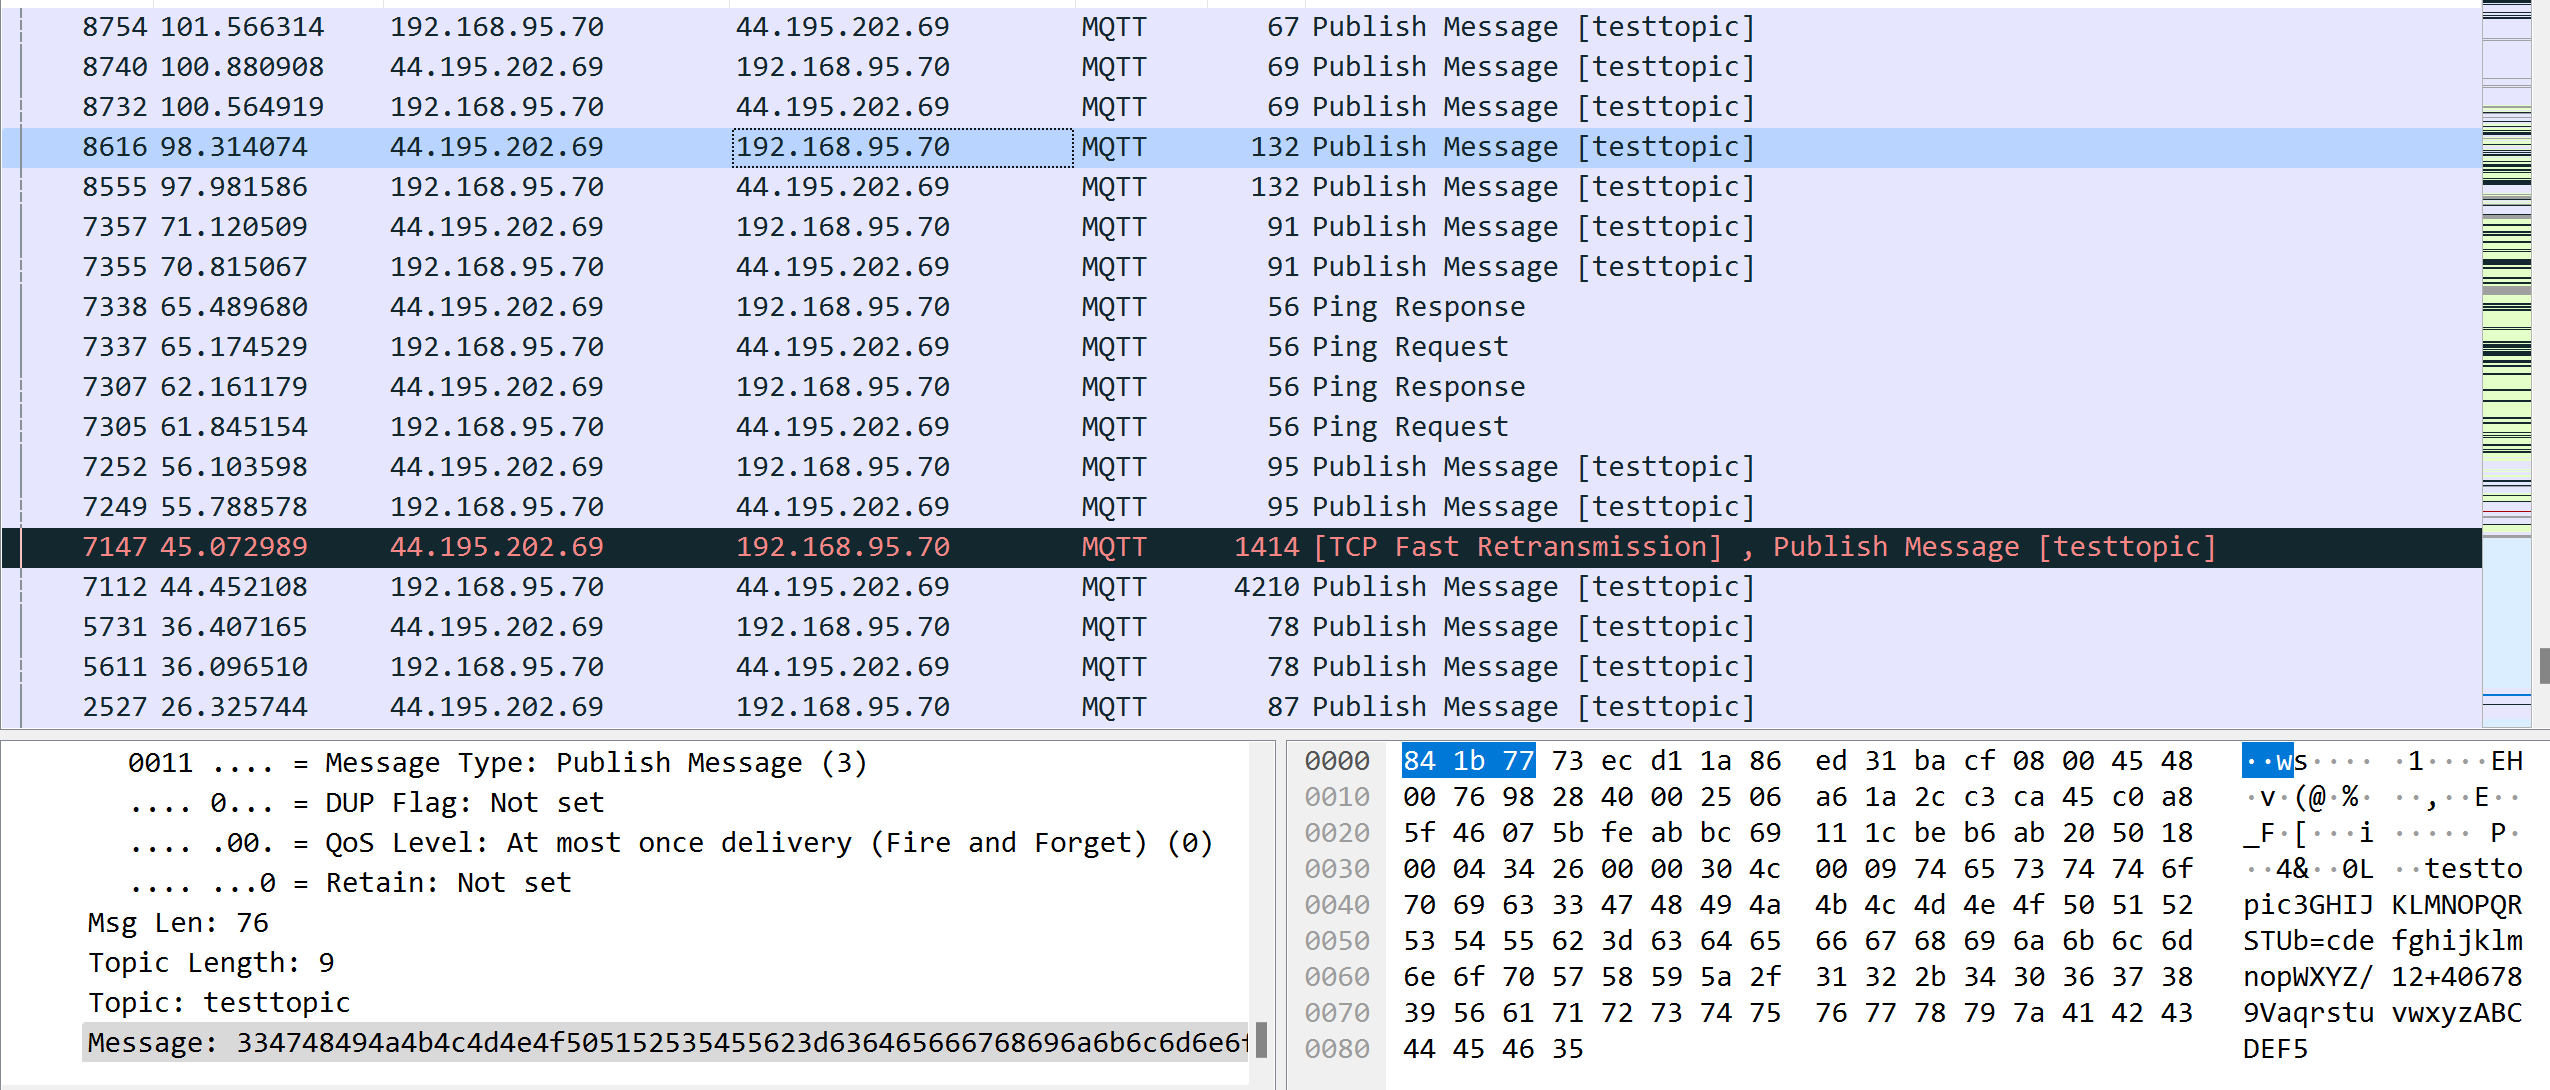 8754 101.566314 192.168.95.70 44.195.202.69 MQTT 67 Publish Message [testtopic]
8740 100.880908 44.195.202.69 192.168.95.70 MQTT 69 Publish Message [testtopic]
8732 100.564919 192.168.95.70 44.195.202.69 MQTT 69 Publish Message [testtopic]
8616 98.314074 44.195.202.69 192.168.95.70 MQTT 132 Publish Message [testtopic]
8555 97.981586 192.168.95.70 44.195.202.69 MQTT 132 Publish Message [testtopic]
7357 71.120509 44.195.202.69 192.168.95.70 MQTT 91 Publish Message [testtopic]
7355 70.815067 192.168.95.70 44.195.202.69 MQTT 91 Publish Message [testtopic]
7338 65.489680 44.195.202.69 192.168.95.70 MQTT 56 Ping Response
7337 65.174529 192.168.95.70 44.195.202.69 MQTT 56 Ping Request
7307 62.161179 44.195.202.69 192.168.95.70 MQTT 56 Ping Response
7305 61.845154 192.168.95.70 44.195.202.69 MQTT 56 Ping Request
7252 56.103598 44.195.202.69 192.168.95.70 MQTT 95 Publish Message [testtopic]
7249 55.788578 192.168.95.70 44.195.202.69 MQTT 95 Publish Message [testtopic]
7147 45.072989 44.195.202.69 192.168.95.70 MQTT 1414 [TCP Fast Retransmission] , Publish Message [testtopic]
7112 44.452108 192.168.95.70 44.195.202.69 MQTT 4210 Publish Message [testtopic]
5731 36.407165 44.195.202.69 192.168.95.70 MQTT 78 Publish Message [testtopic]
5611 36.096510 192.168.95.70 44.195.202.69 MQTT 78 Publish Message [testtopic]
2527 26.325744 44.195.202.69 192.168.95.70 MQTT 87 Publish Message [testtopic]
0011 .... = Message Type: Publish Message (3)
.... 0... = DUP Flag: Not set
.... .00. = QoS Level: At most once delivery (Fire and Forget) (0)
.... ...0 = Retain: Not set
Msg Len: 76
Topic Length: 9
Topic: testtopic
Message: 334748494a4b4c4d4e4f505152535455623d636465666768696a6b6c6d6e6f
0000 84 1b 77 73 ec d1 1a 86 ed 31 ba cf 08 00 45 48 ··ws···· ·1····EH
0010 00 76 98 28 40 00 25 06 a6 1a 2c c3 ca 45 c0 a8 ·v·(@·%· ··,··E··
0020 5f 46 07 5b fe ab bc 69 11 1c be b6 ab 20 50 18 _F·[···i ····· P·
0030 00 04 34 26 00 00 30 4c 00 09 74 65 73 74 74 6f ··4&··0L ··testto
0040 70 69 63 33 47 48 49 4a 4b 4c 4d 4e 4f 50 51 52 pic3GHIJ KLMNOPQR
0050 53 54 55 62 3d 63 64 65 66 67 68 69 6a 6b 6c 6d STUb=cde fghijklm
0060 6e 6f 70 57 58 59 5a 2f 31 32 2b 34 30 36 37 38 nopWXYZ/ 12+40678
0070 39 56 61 71 72 73 74 75 76 77 78 79 7a 41 42 43 9Vaqrstu vwxyzABC
0080 44 45 46 35 DEF5